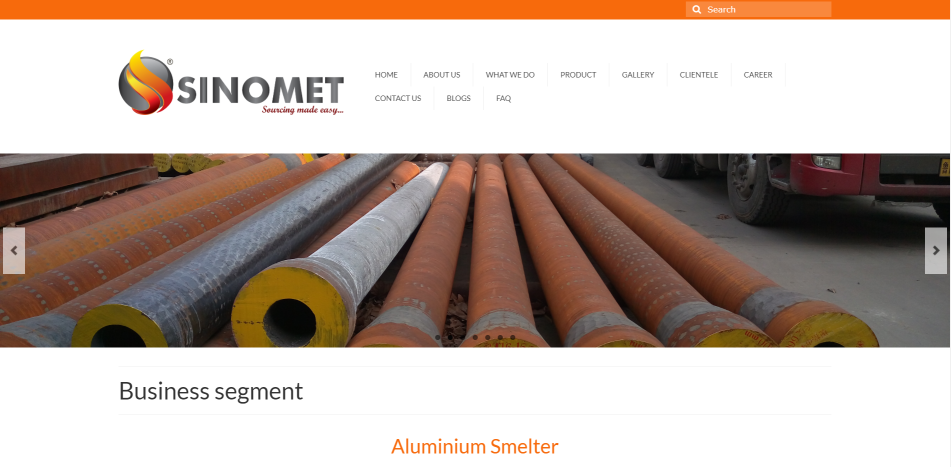 Search
SINOMET®
Sourcing made easy...
HOME ABOUT US WHAT WE DO PRODUCT GALLERY CLIENTELE CAREER
CONTACT US BLOGS FAQ
Business segment
Aluminium Smelter